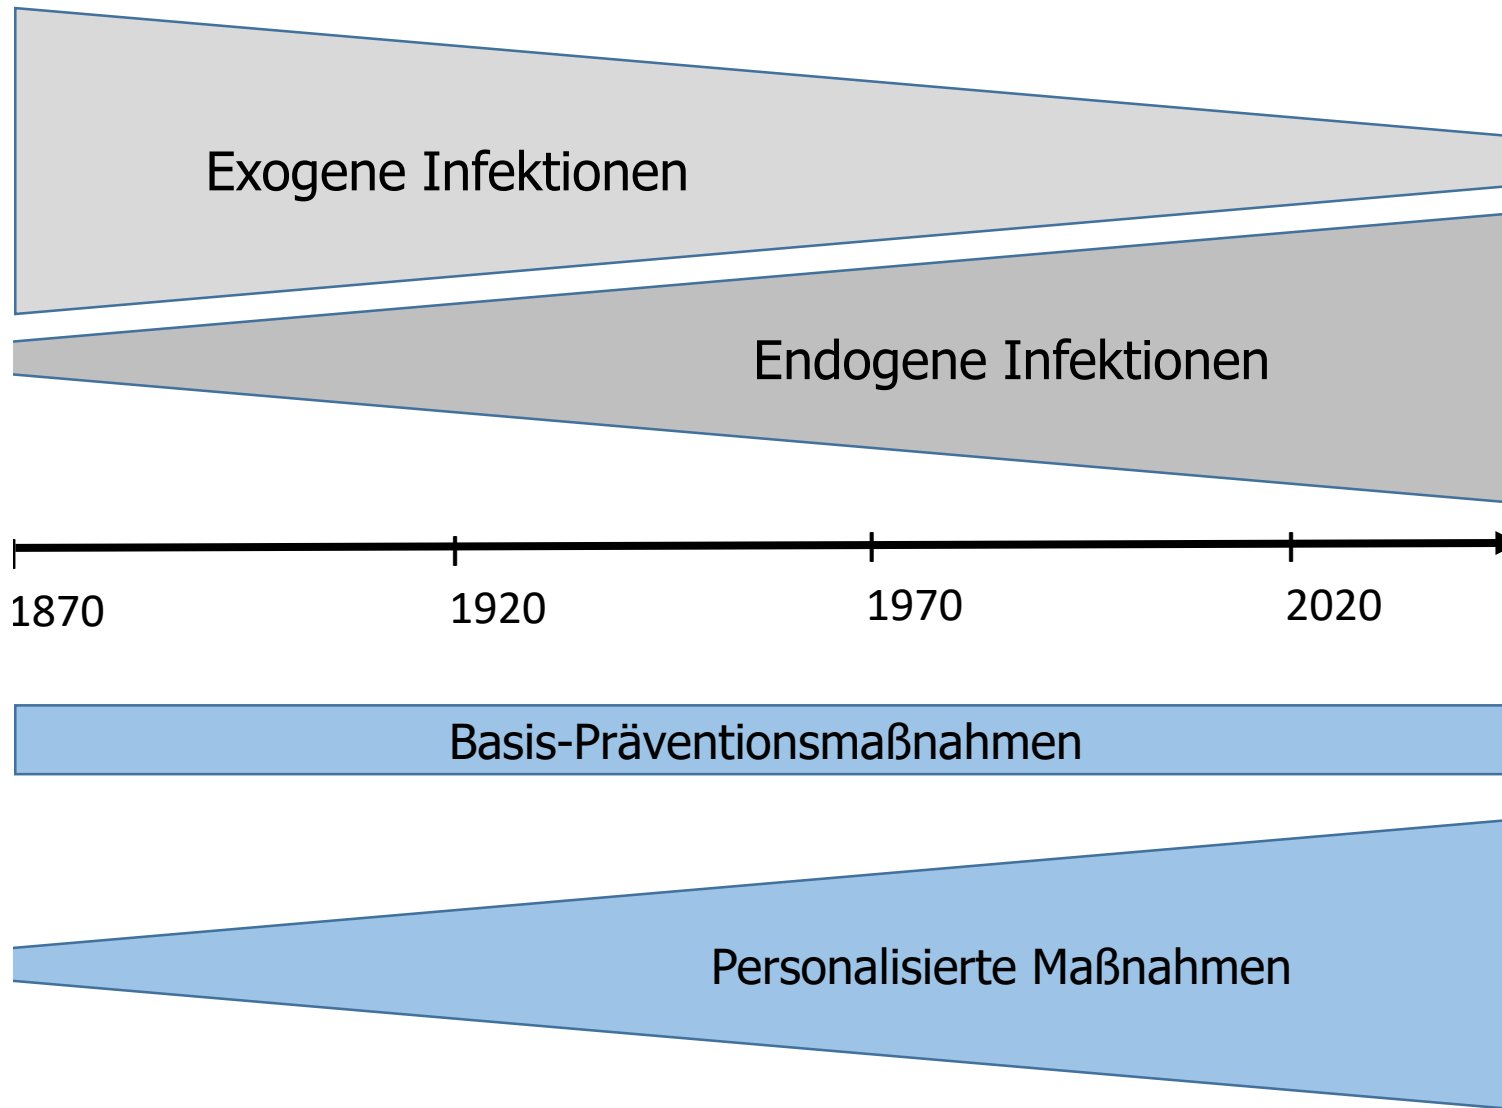 Exogene Infektionen
Endogene Infektionen
1870 1920 1970 2020
Basis-Präventionsmaßnahmen
Personalisierte Maßnahmen